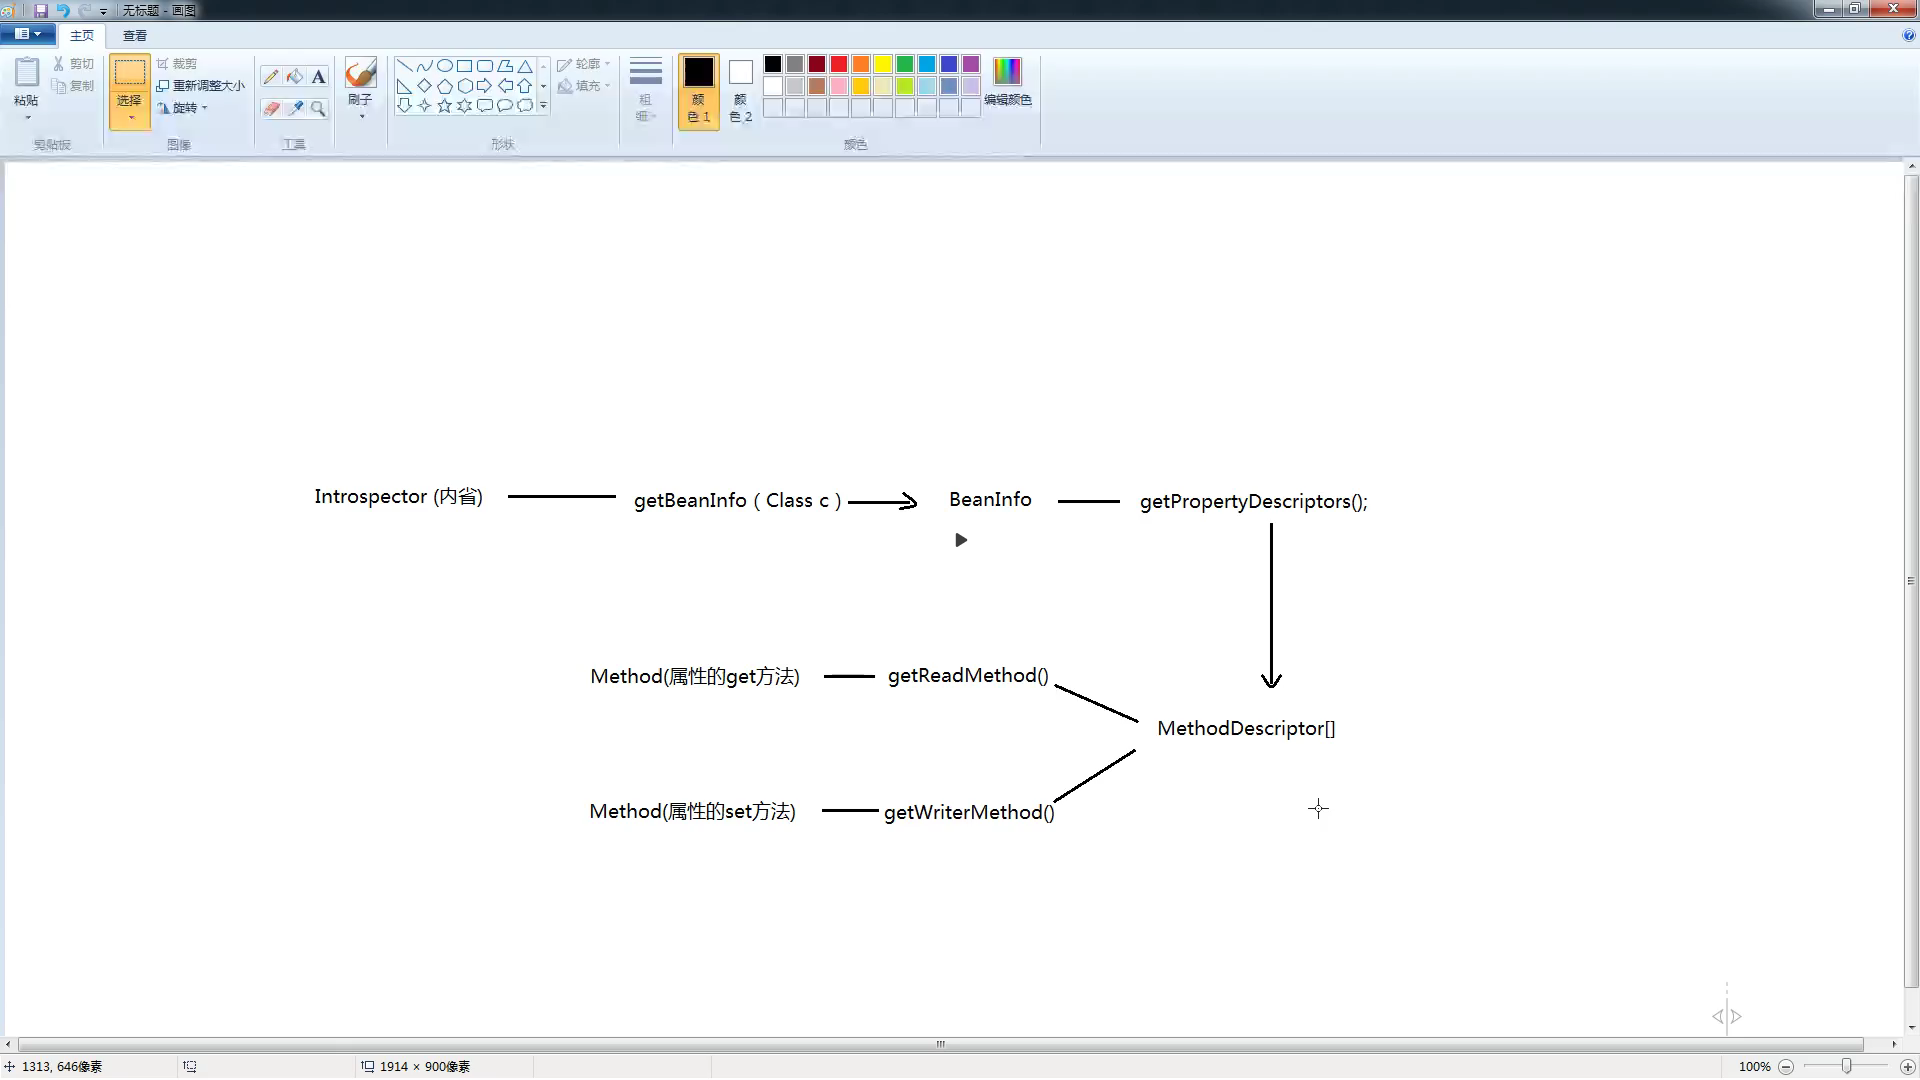 无标题 - 画图
主页 查看
粘贴
剪切
复制
剪贴板
选择
裁剪
重新调整大小
旋转
图像
A
工具
刷子
轮廓
填充
形状
粗
细
颜
色 1
颜
色 2
编辑颜色
颜色
Introspector (内省)
getBeanInfo ( Class c )
BeanInfo
getPropertyDescriptors();
Method(属性的get方法)
getReadMethod()
MethodDescriptor[]
Method(属性的set方法)
getWriterMethod()
1313, 646像素
1914 × 900像素
100%